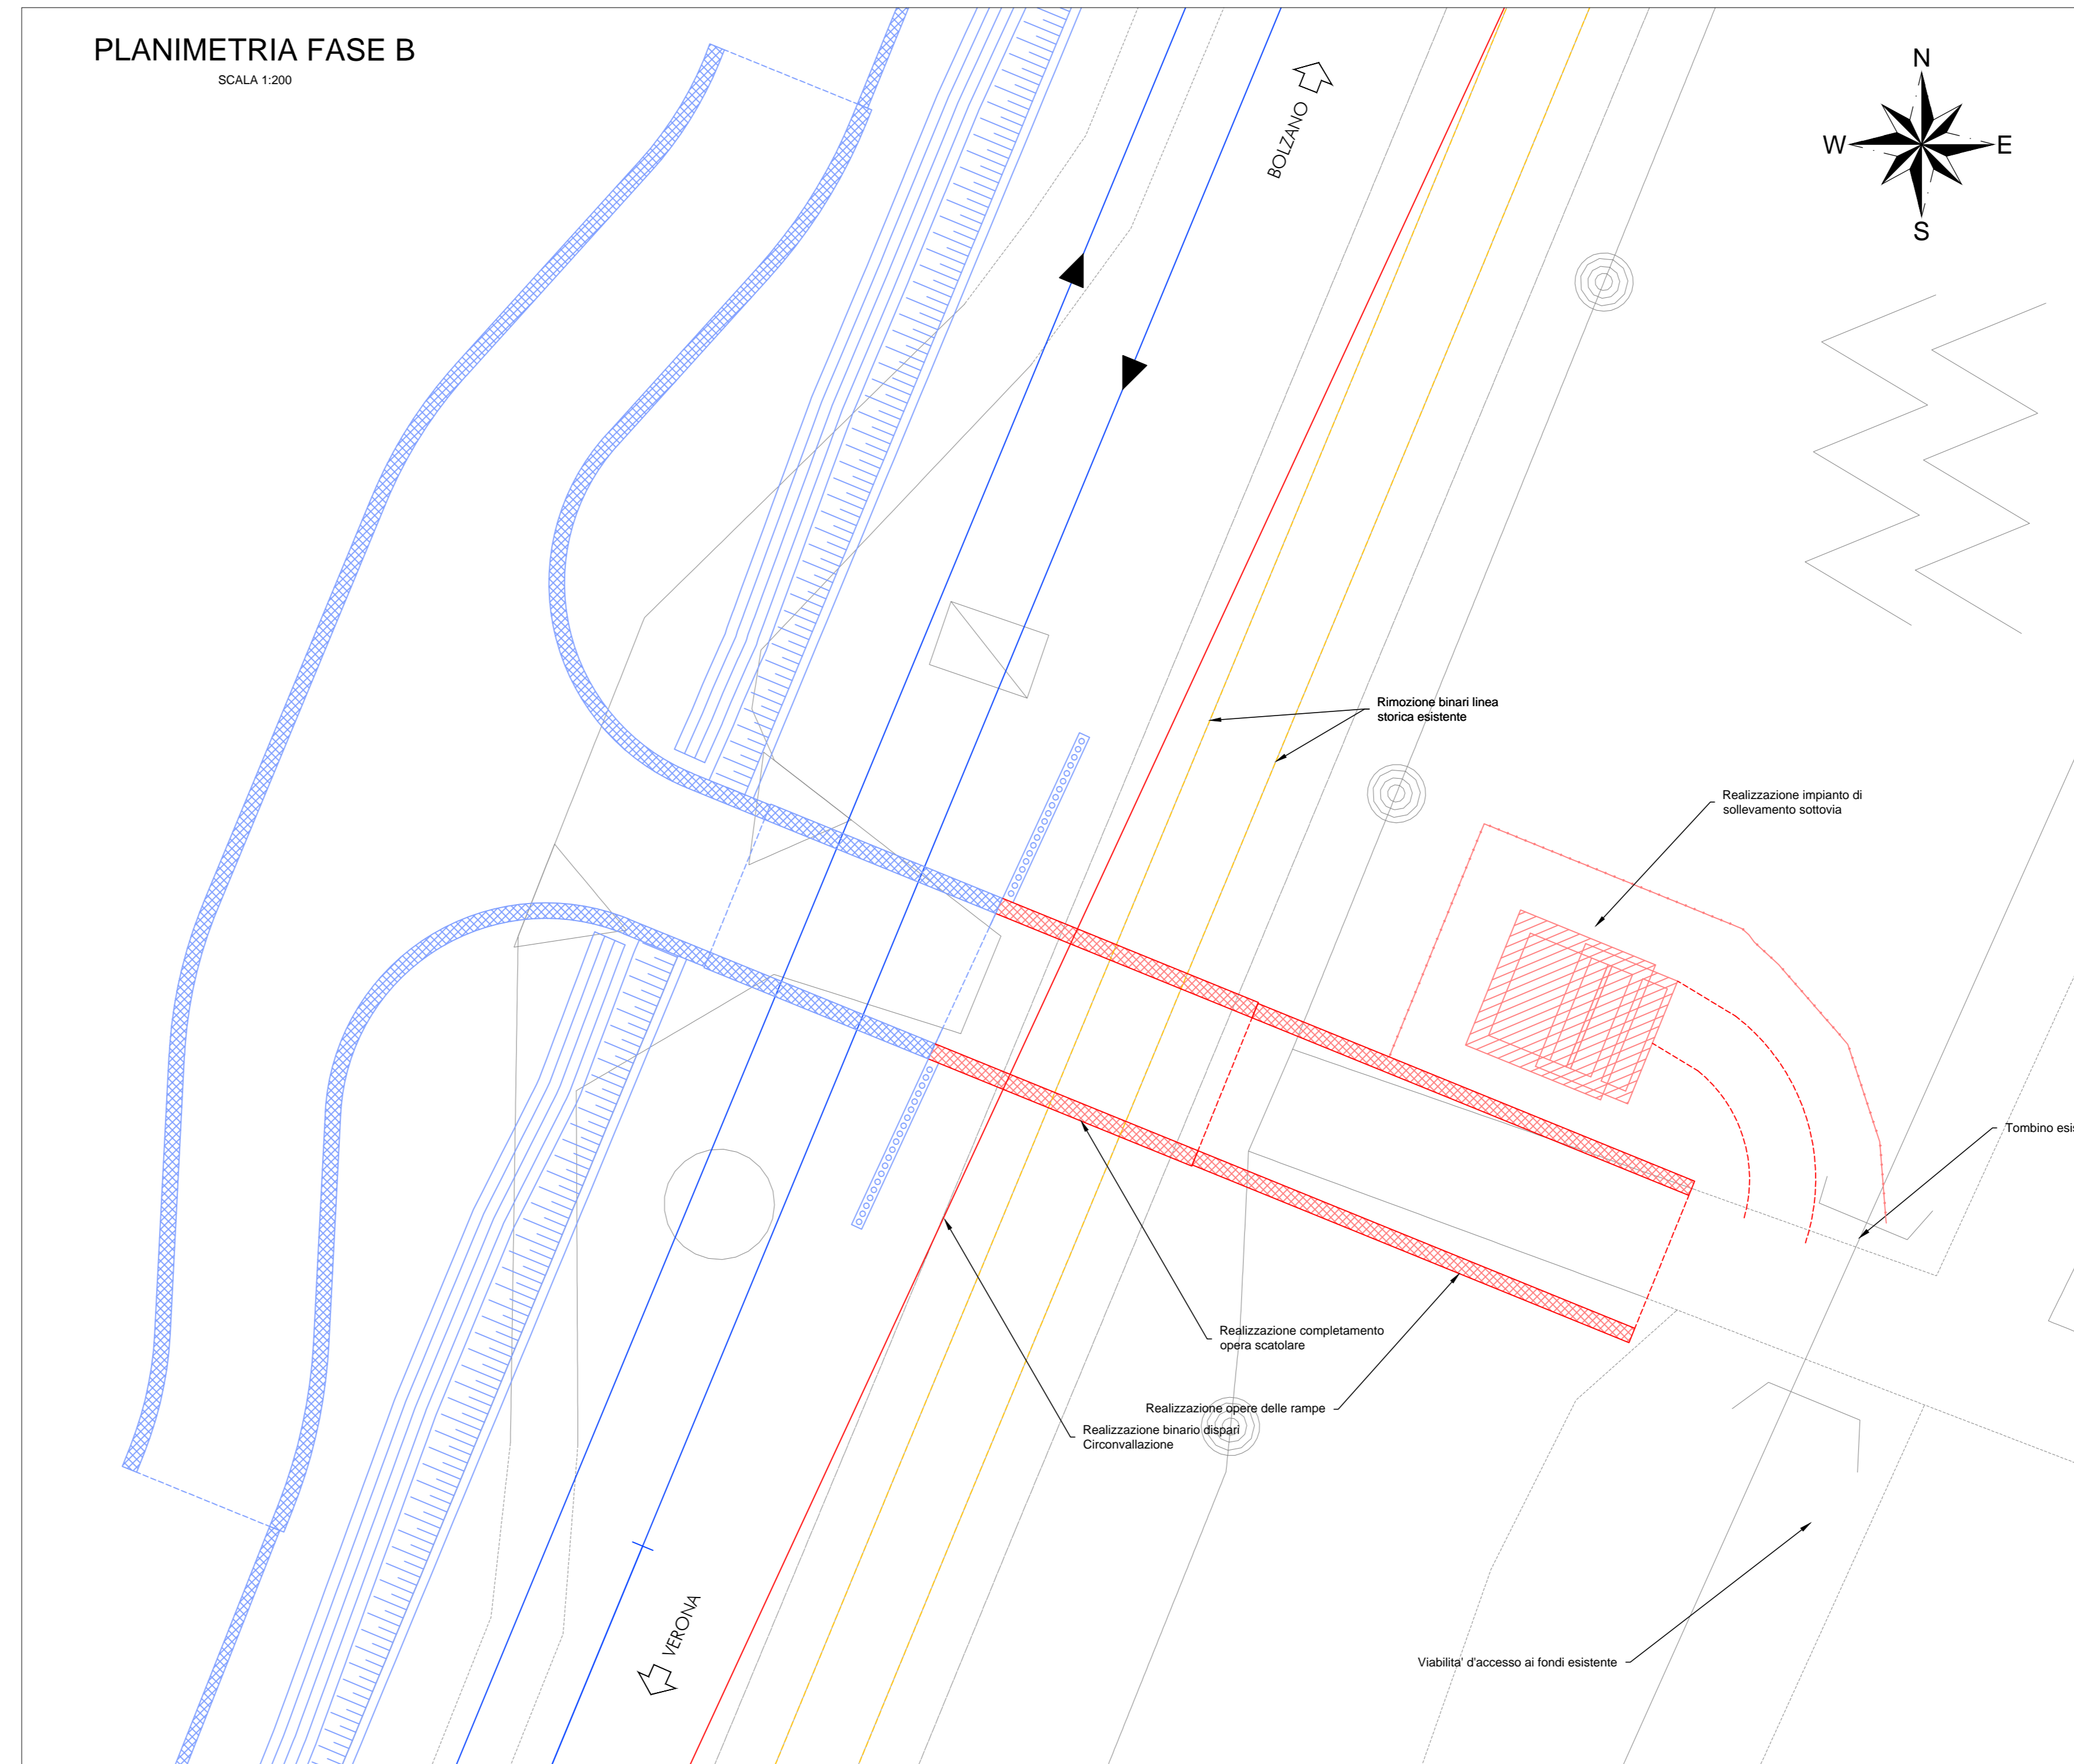 PLANIMETRIA FASE B
SCALA 1:200
BOLZANO
N
W
E
S
Rimozione binari linea
storica esistente
Realizzazione impianto di
sollevamento sottovia
Tombino
Realizzazione completamento
opera scatolare
Realizzazione opere delle rampe
Realizzazione binario dispari
Circonvallazione
VERONA
Viabilita' d'accesso ai fondi esistente